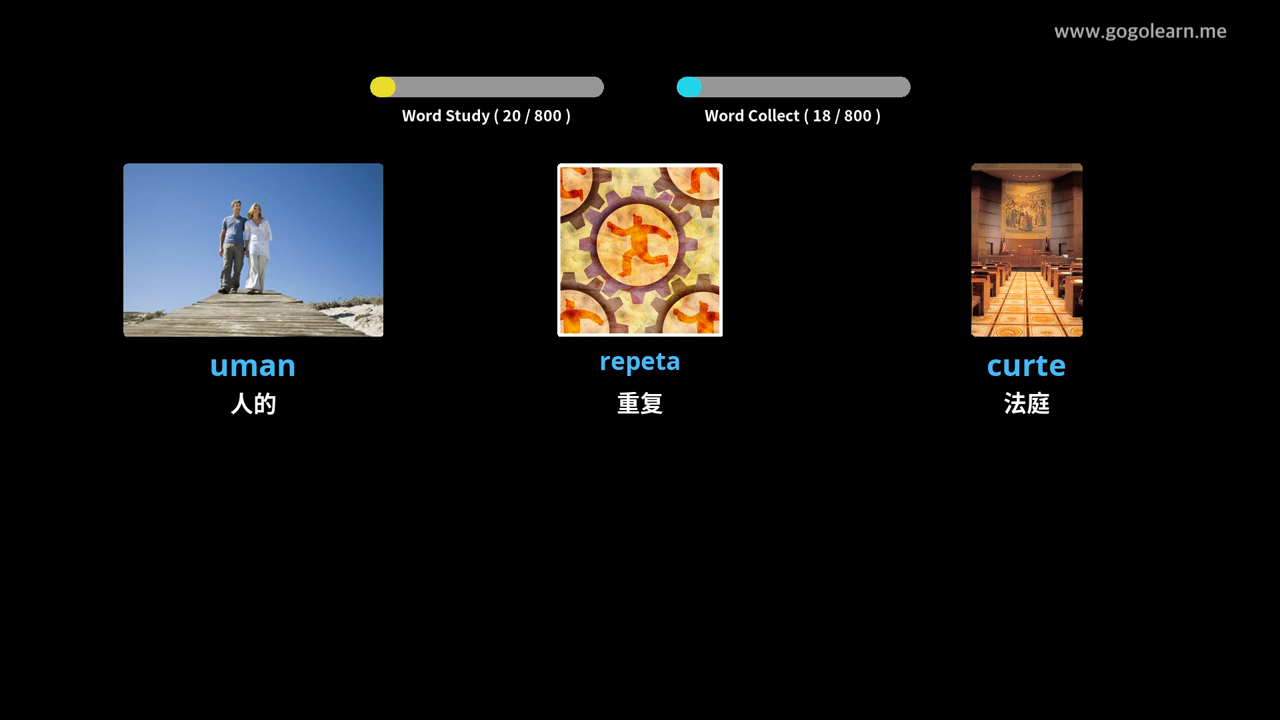 www.gogolearn.me
Word Study ( 20 / 800 )
Word Collect ( 18 / 800 )
uman
repeta
curte
人的
重复
法庭